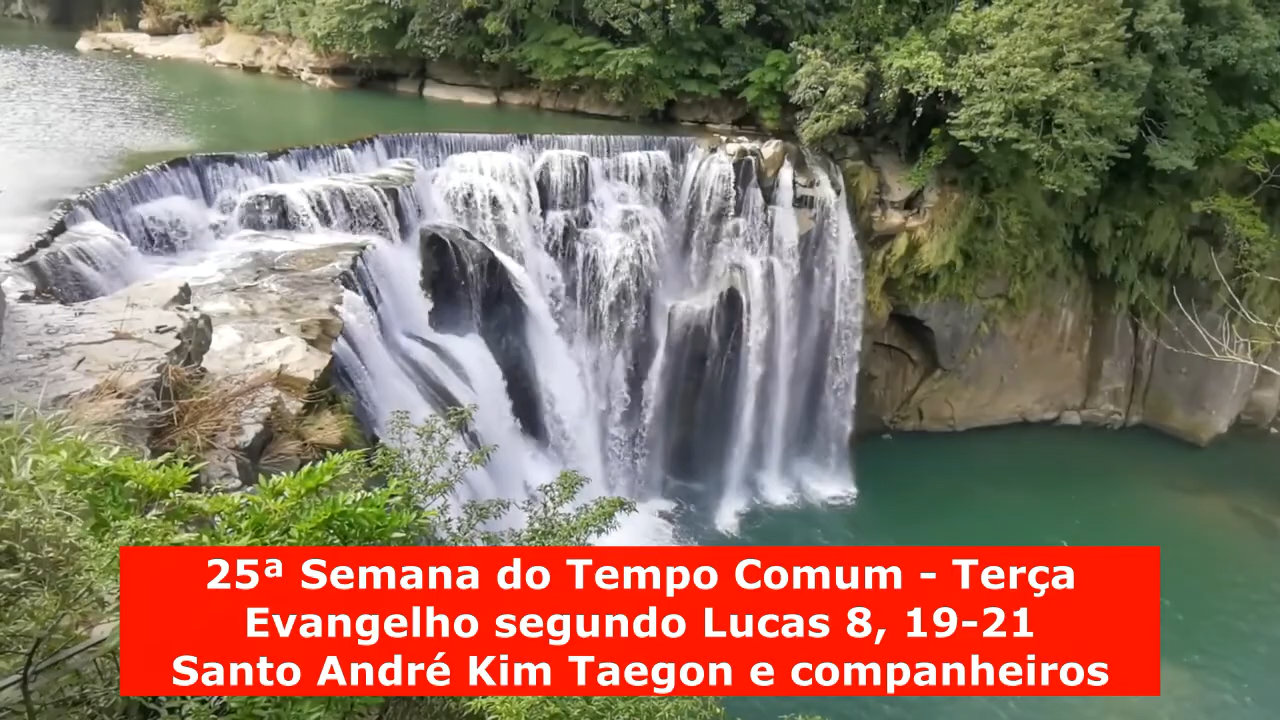 25ª Semana do Tempo Comum - Terça
Evangelho segundo Lucas 8, 19-21
Santo André Kim Taegon e companheiros